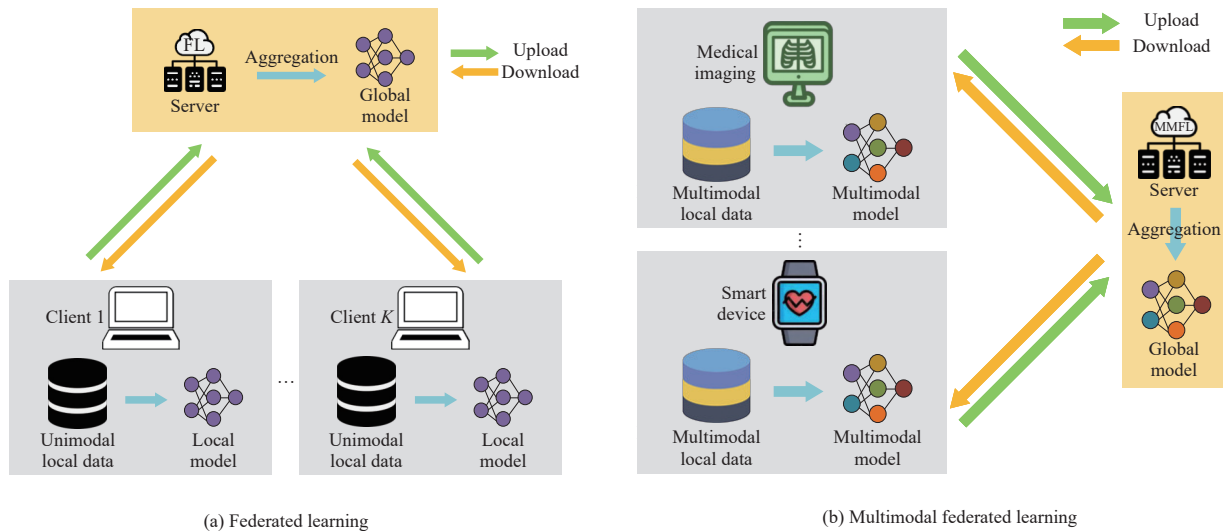 FL
Aggregation
Server
Global
model
Upload
Download
Client 1
Unimodal
local data
Local
model
...
Client K
Unimodal
local data
Local
model
(a) Federated learning
Medical
imaging
Multimodal
local data
Multimodal
model
...
Smart
device
Multimodal
local data
Multimodal
model
Upload
Download
MMFL
Server
Aggregation
Global
model
(b) Multimodal federated learning